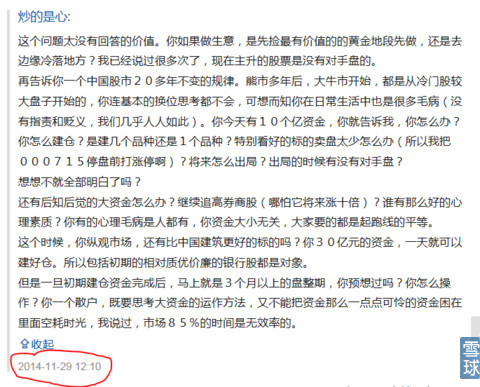 炒的是心:
这个问题太没有回答的价值。你如果做生意，是先捡最有价值的的黄金地段先做，还是去
边缘冷落地方？我已经说过很多次了，现在主升的股票是没有对手盘的。
再告诉你一个中国股市２０多年不变的规律。熊市多年后，大牛市开始，都是从冷门股较
大盘子开始的，你连基本的换位思考都不会，可想而知你在日常生活中也是很多毛病（没
有指责和贬义，我们几乎人人如此）。你今天有１０个亿资金，你就告诉我，你怎么办？
你怎么建仓？是建几个品种还是１个品种？特别看好的标的卖盘太少怎么办（所以我把
０００７１５停盘前打涨停啊）？将来怎么出局？出局的时候有没有对手盘？
想想不就全部明白了吗？
还有后知后觉的大资金怎么办？继续追高券商股（哪怕它将来涨十倍）？谁有那么好的心
理素质？你有的心理毛病是人都有，你资金大小无关，大家要的都是起跑线的平等。
这个时候，你纵观市场，还有比中国建筑更好的标的吗？你３０亿元的资金，一天就可以
建好仓。所以包括初期的相对质优价廉的银行股都是对象。
但是一旦初期建仓资金完成后，马上就是３个月以上的盘整期，你预想过吗？你怎么操
作？你一个散户，既要思考大资金的运作方法，又不能把资金那么一点点可怜的资金困在
里面空耗时光，我说过，市场８５％的时间是无效率的。
收起
2014-11-29 12:10
雪球